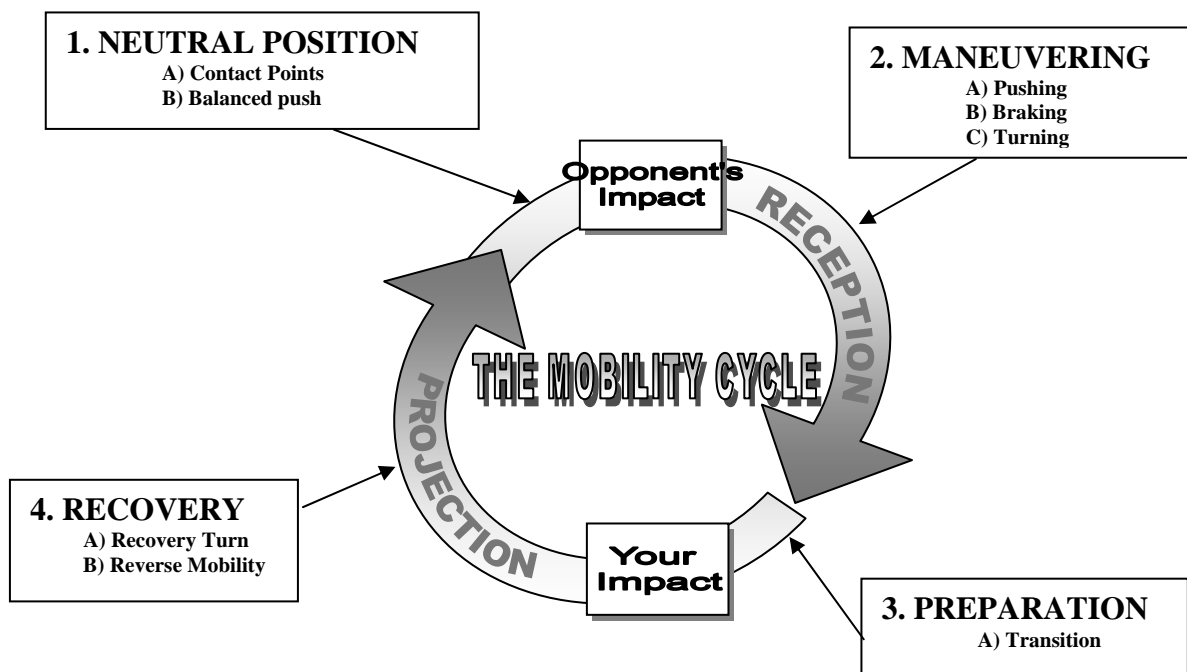 1. NEUTRAL POSITION
A) Contact Points
B) Balanced push
2. MANEUVERING
A) Pushing
B) Braking
C) Turning
Opponent's
Impact
RECEPTION
THE MOBILITY CYCLE
PROJECTION
4. RECOVERY
A) Recovery Turn
B) Reverse Mobility
Your
Impact
3. PREPARATION
A) Transition